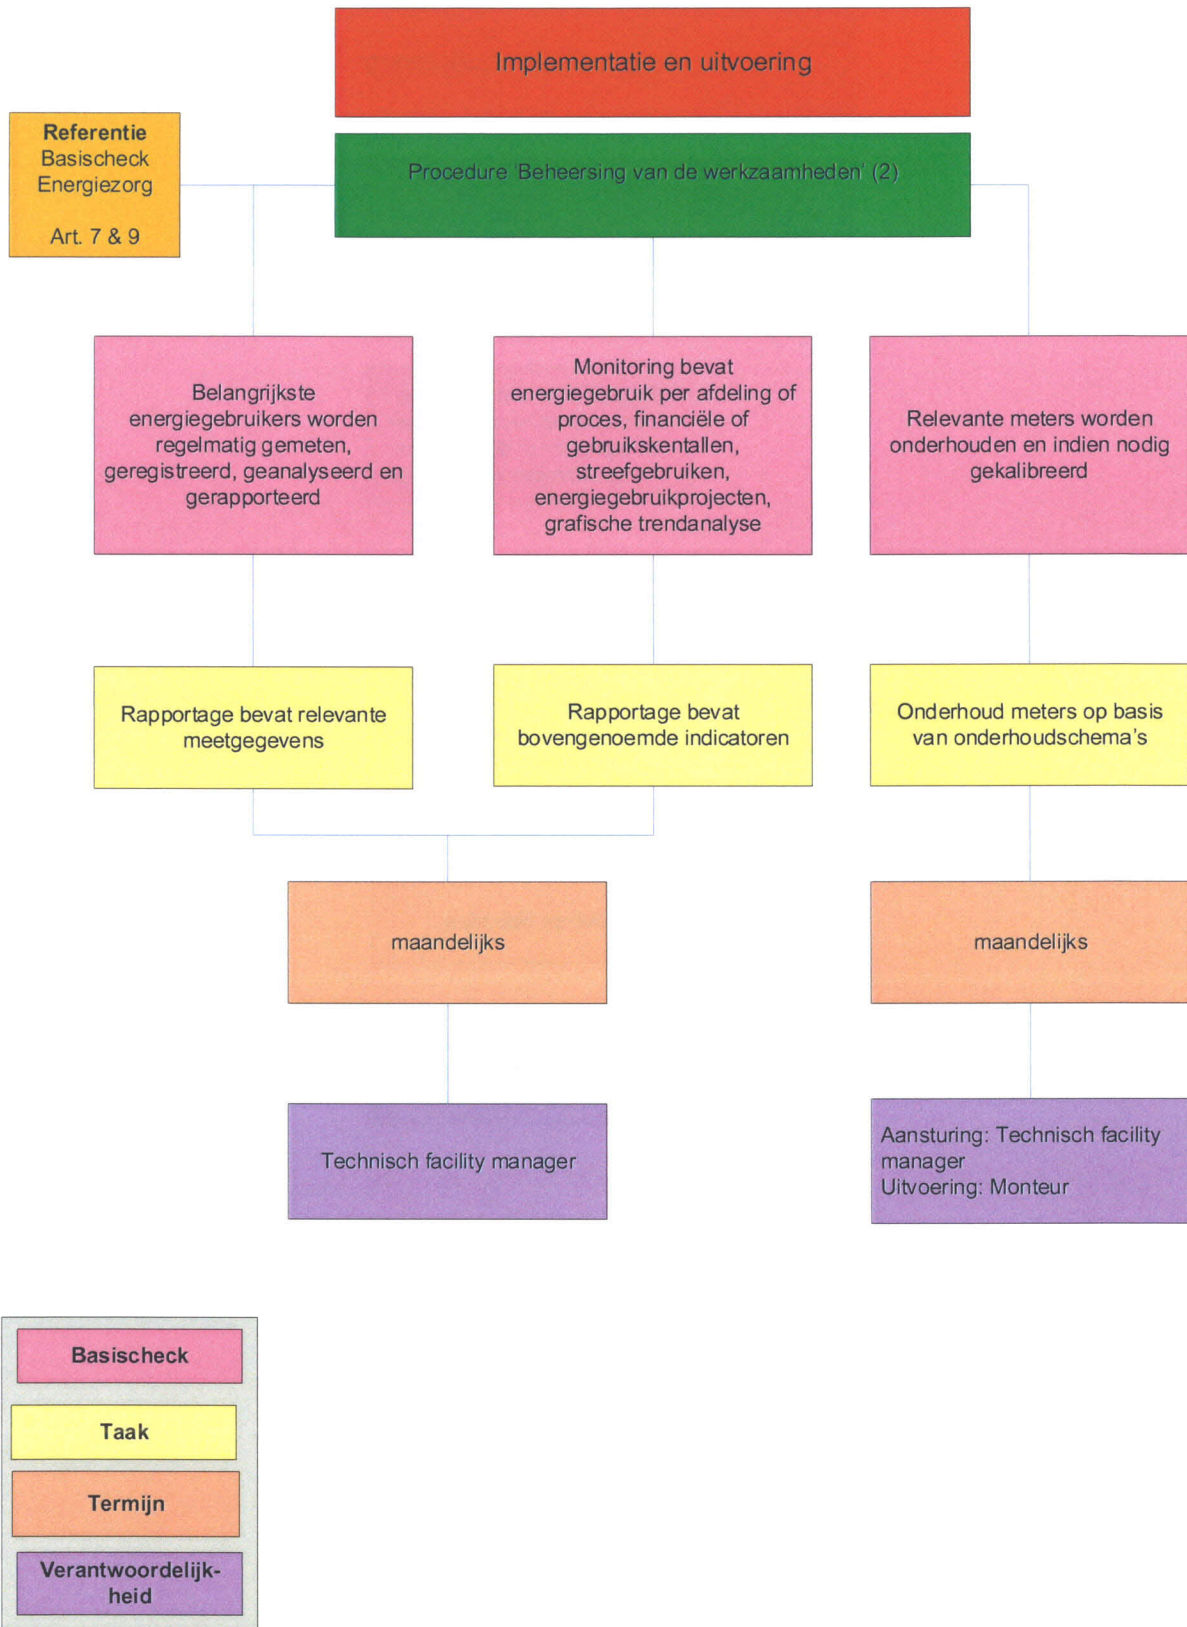 Implementatie en uitvoering
Referentie
Basischeck
Energiezorg
Art. 7 & 9
Procedure 'Beheersing van de werkzaamheden' (2)
Belangrijkste
energiegebruikers worden
regelmatig gemeten,
geregistreerd, geanalyseerd en
gerapporteerd
Monitoring bevat
energiegebruik per afdeling of
proces, financiële of
gebruikskentallen,
streefgebruiken,
energiegebruikprojecten,
grafische trendanalyse
Relevante meters worden
onderhouden en indien nodig
gekalibreerd
Rapportage bevat relevante
meetgegevens
Rapportage bevat
bovengenoemde indicatoren
Onderhoud meters op basis
van onderhoudschema's
maandelijks
maandelijks
Technisch facility manager
Aansturing: Technisch facility
manager
Uitvoering: Monteur
Basischeck
Taak
Termijn
Verantwoordelijk-
heid